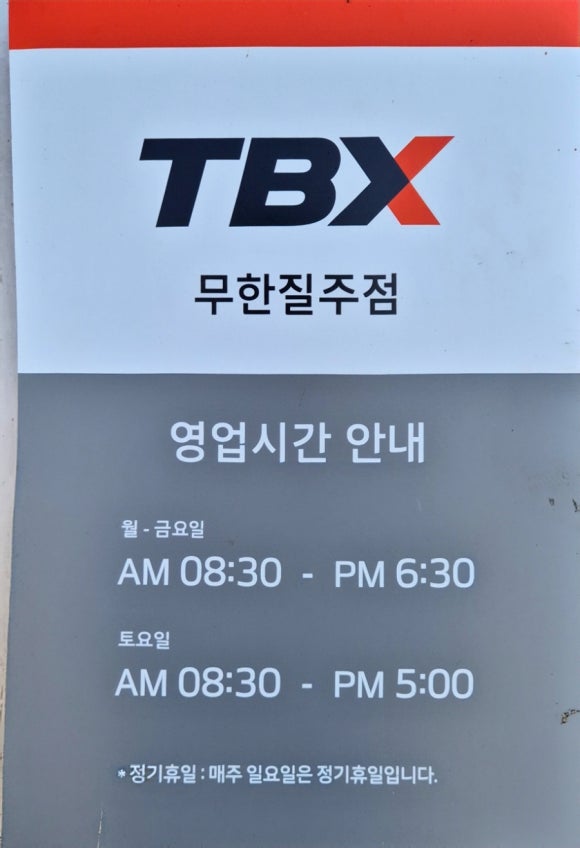 TBX
무한질주점
영업시간 안내
월 - 금요일
AM 08:30 - PM 6:30
토요일
AM 08:30 - PM 5:00
* 정기휴일 : 매주 일요일은 정기휴일입니다.